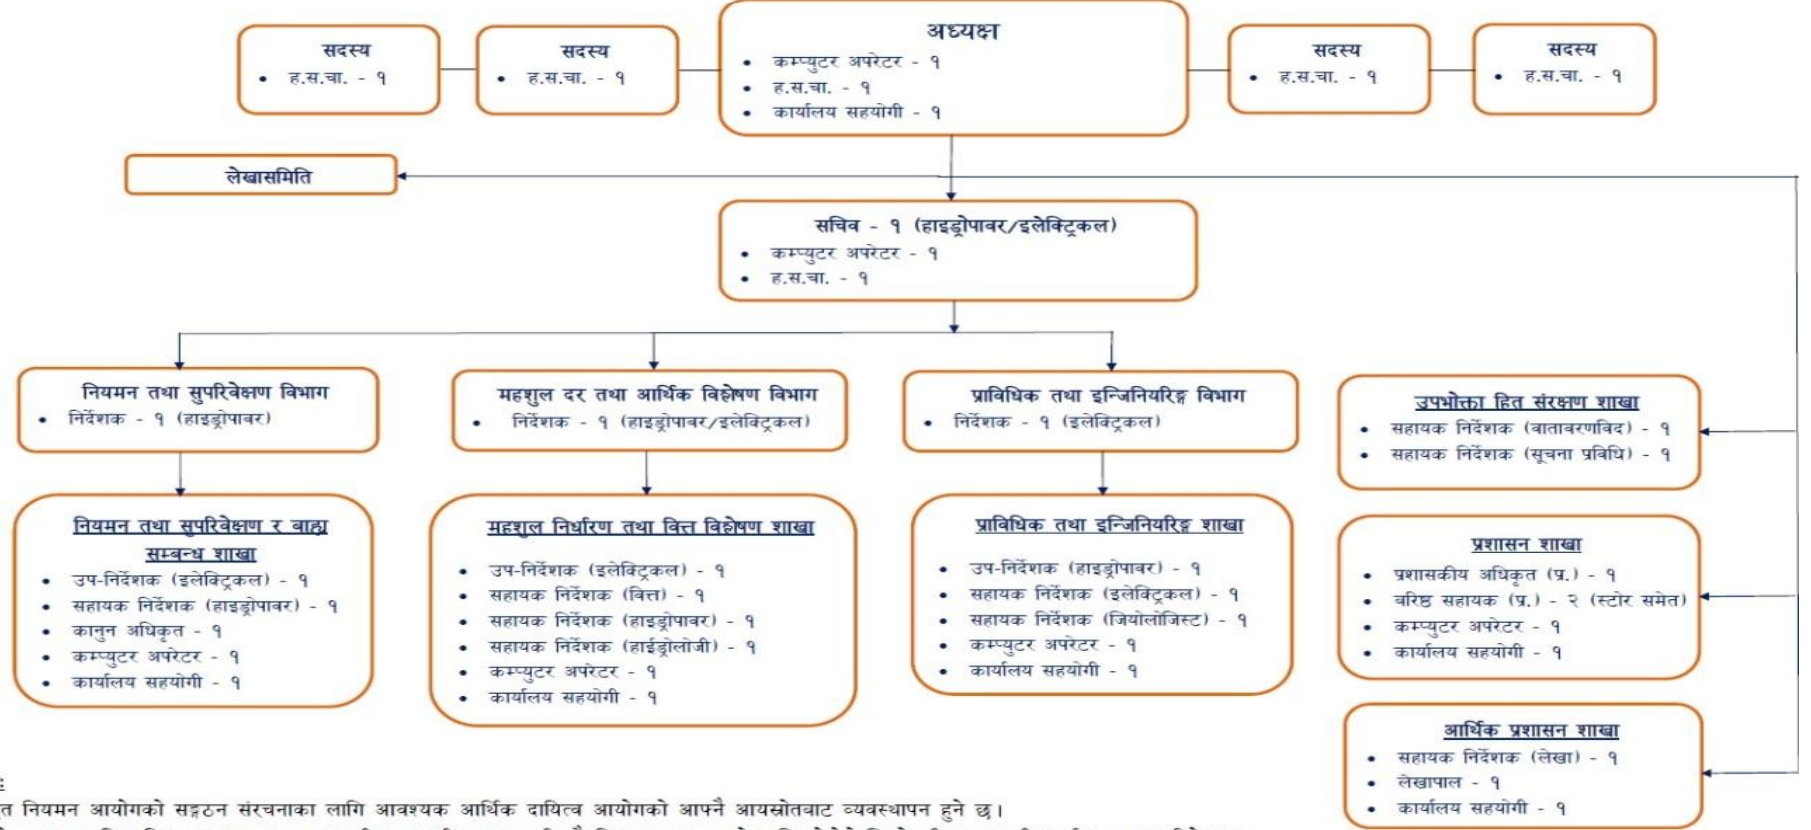 सदस्य
• ह.स.चा. - १
सदस्य
• ह.स.चा. - १
अध्यक्ष
• कम्प्युटर अपरेटर - १
• ह.स.चा. - १
• कार्यालय सहयोगी - १
सदस्य
• ह.स.चा. - १
सदस्य
• ह.स.चा. - १
लेखासमिति
सचिव - १ (हाइड्रोपावर/इलेक्ट्रिकल)
• कम्प्युटर अपरेटर - १
• ह.स.चा. - १
नियमन तथा सुपरिवेक्षण विभाग
• निर्देशक - १ (हाइड्रोपावर)
महशुल दर तथा आर्थिक विश्लेषण विभाग
• निर्देशक - १ (हाइड्रोपावर/इलेक्ट्रिकल)
प्राविधिक तथा इन्जिनियरिङ्ग विभाग
• निर्देशक - १ (इलेक्ट्रिकल)
उपभोक्ता हित संरक्षण शाखा
• सहायक निर्देशक (वातावरणविद) - १
• सहायक निर्देशक (सूचना प्रविधि) - १
नियमन तथा सुपरिवेक्षण र बाह्य
सम्बन्ध शाखा
• उप-निर्देशक (इलेक्ट्रिकल) - १
• सहायक निर्देशक (हाइड्रोपावर) - १
• कानुन अधिकृत - १
• कम्प्युटर अपरेटर - १
• कार्यालय सहयोगी - १
महशुल निर्धारण तथा वित्त विश्लेषण शाखा
• उप-निर्देशक (इलेक्ट्रिकल) - १
• सहायक निर्देशक (वित्त) - १
• सहायक निर्देशक (हाइड्रोपावर) - १
• सहायक निर्देशक (हाईड्रोलोजी) - १
• कम्प्युटर अपरेटर - १
• कार्यालय सहयोगी - १
प्राविधिक तथा इन्जिनियरिङ्ग शाखा
• उप-निर्देशक (हाइड्रोपावर) - १
• सहायक निर्देशक (इलेक्ट्रिकल) - १
• सहायक निर्देशक (जियोलोजिस्ट) - १
• कम्प्युटर अपरेटर - १
• कार्यालय सहयोगी - १
प्रशासन शाखा
• प्रशासकीय अधिकृत (प्र.) - १
• वरिष्ठ सहायक (प्र.) - २ (स्टोर समेत)
• कम्प्युटर अपरेटर - १
• कार्यालय सहयोगी - १
आर्थिक प्रशासन शाखा
• सहायक निर्देशक (लेखा) - १
• लेखापाल - १
• कार्यालय सहयोगी - १
नियमन आयोगको सङ्गठन संरचनाका लागि आवश्यक आर्थिक दायित्व आयोगको आफ्नै आयस्रोतबाट व्यवस्थापन हुने छ।